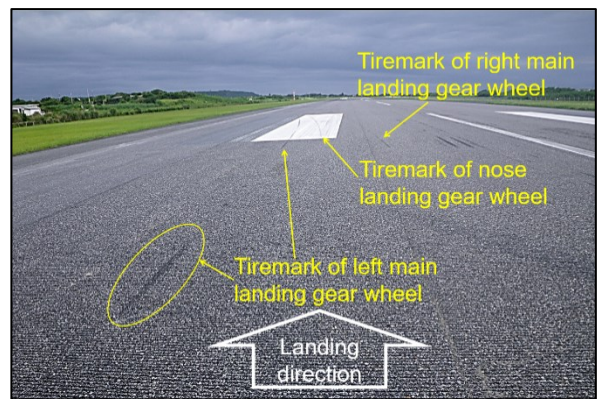 Tiremark of right main
landing gear wheel
Tiremark of nose
landing gear wheel
Tiremark of left main
landing gear wheel
Landing
direction